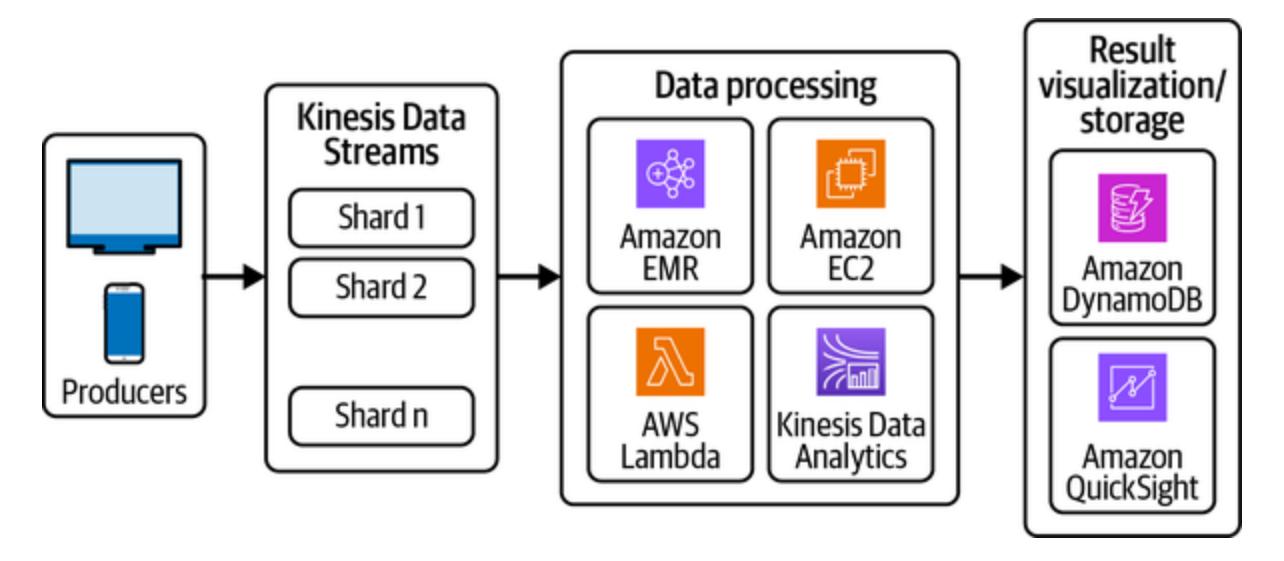 Producers
Kinesis Data
Streams
Shard 1
Shard 2
Shard n
Data processing
Amazon
EMR
Amazon
EC2
AWS
Lambda
Kinesis Data
Analytics
Result
visualization/
storage
Amazon
DynamoDB
Amazon
QuickSight